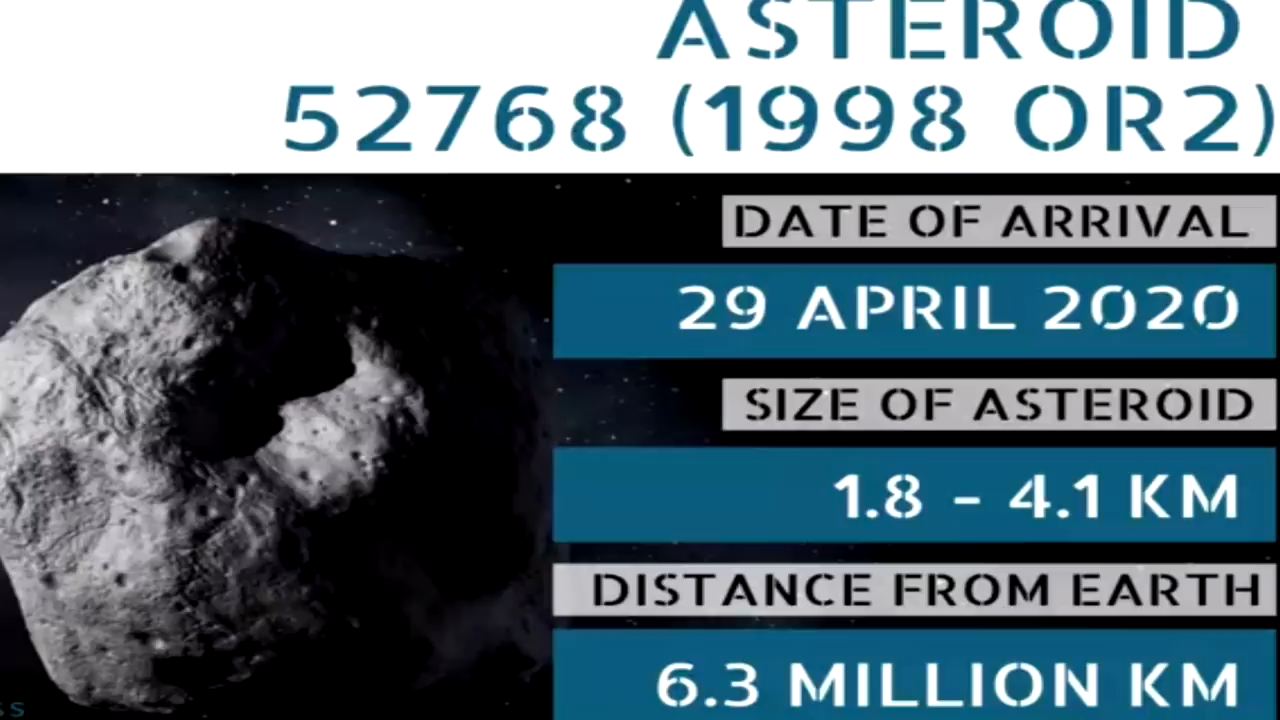 ASTEROID
52768 (1998 OR2)
DATE OF ARRIVAL
29 APRIL 2020
SIZE OF ASTEROID
1.8 - 4.1 KM
DISTANCE FROM EARTH
6.3 MILLION KM